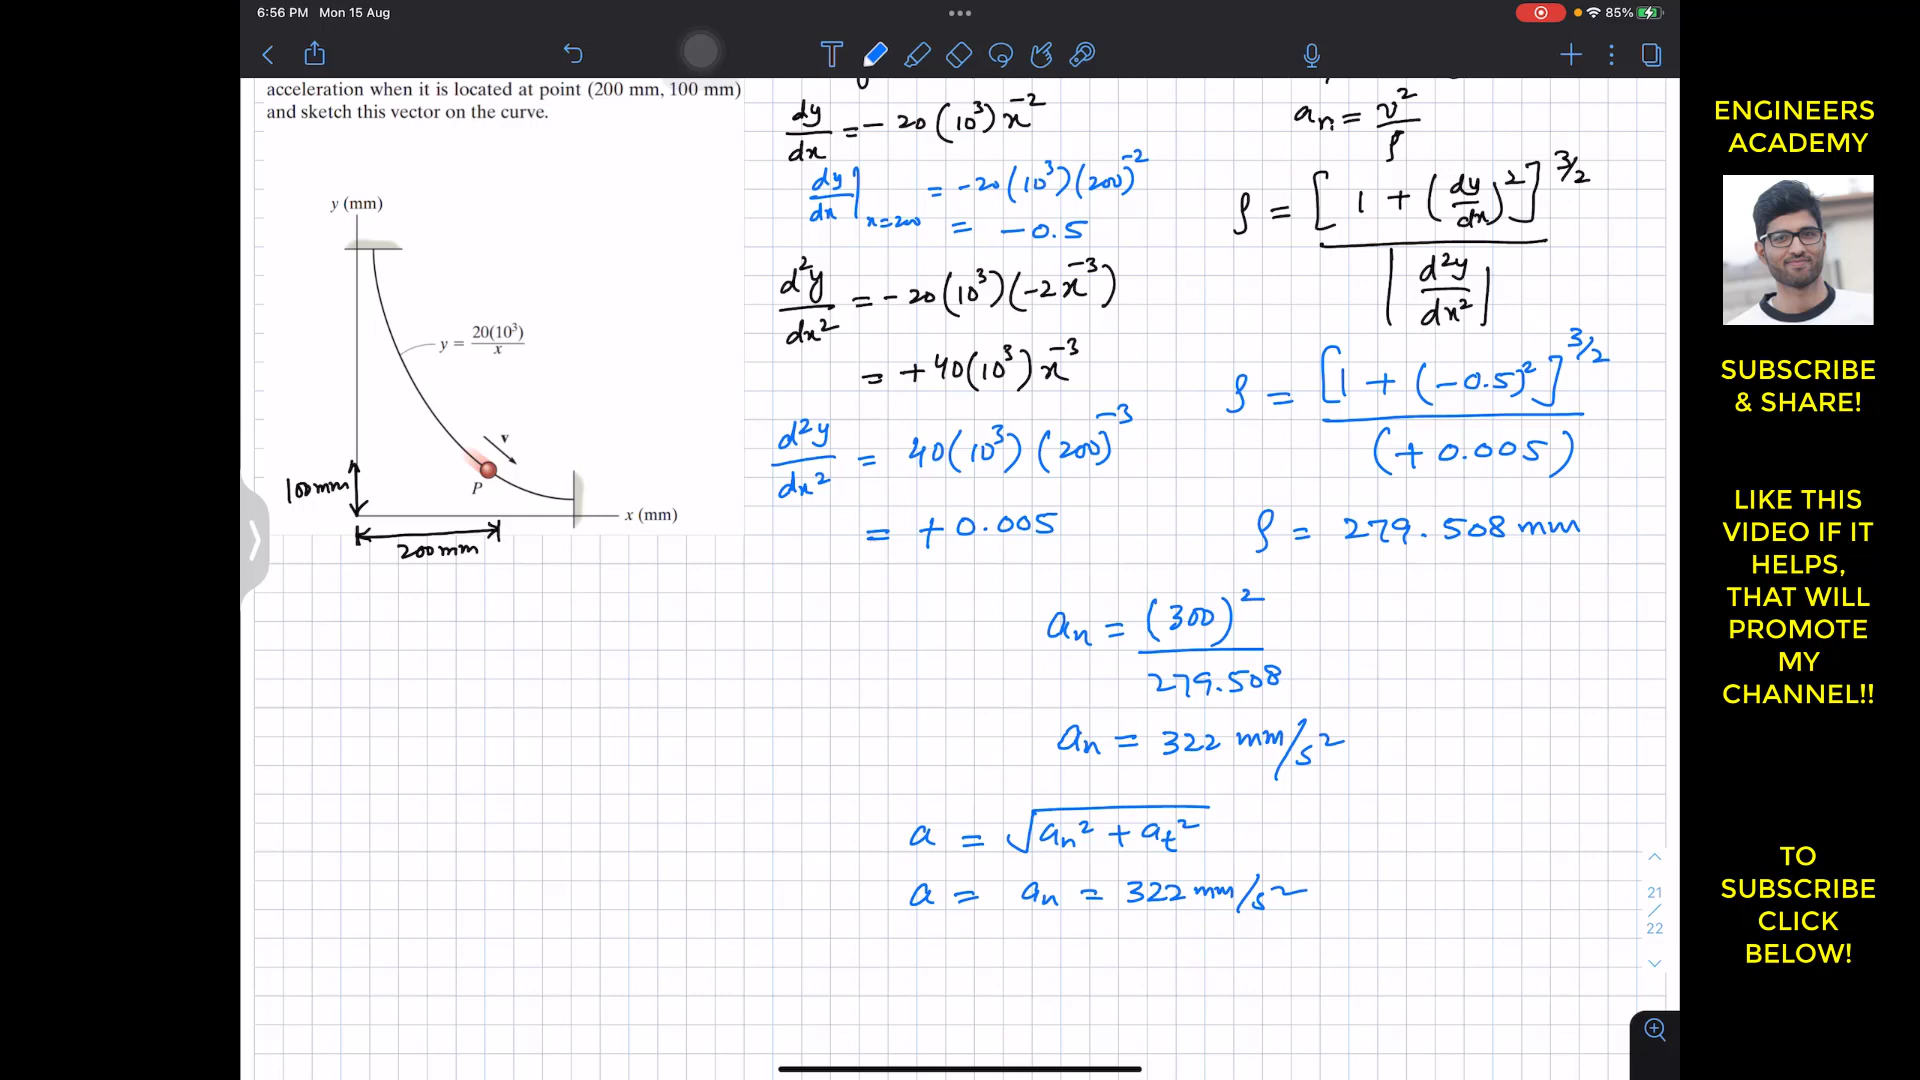 6:56 PM Mon 15 Aug
85%
acceleration when it is located at point (200 mm, 100 mm)
and sketch this vector on the curve.
y (mm)
y = 20(10³)/x
v
P
100mm
x (mm)
200mm
dy/dx = - 20 (10³) x⁻²
dy/dx | x=200 = -20 (10³)(200)⁻²
= -0.5
d²y/dx² = - 20 (10³)(-2x⁻³)
= +40(10³) x⁻³
d²y/dx² = 40(10³) (200)⁻³
= +0.005
aₙ = v²/ρ
ρ = [1 + (dy/dx)²]^3/2 / |d²y/dx²|
ρ = [1 + (-0.5)²]^3/2 / (+0.005)
ρ = 279.508 mm
aₙ = (300)² / 279.508
aₙ = 322 mm/s²
a = √(aₙ² + aₜ²)
a = aₙ = 322 mm/s²
21
/
22
ENGINEERS
ACADEMY
SUBSCRIBE
& SHARE!
LIKE THIS
VIDEO IF IT
HELPS,
THAT WILL
PROMOTE
MY
CHANNEL!!
TO
SUBSCRIBE
CLICK
BELOW!